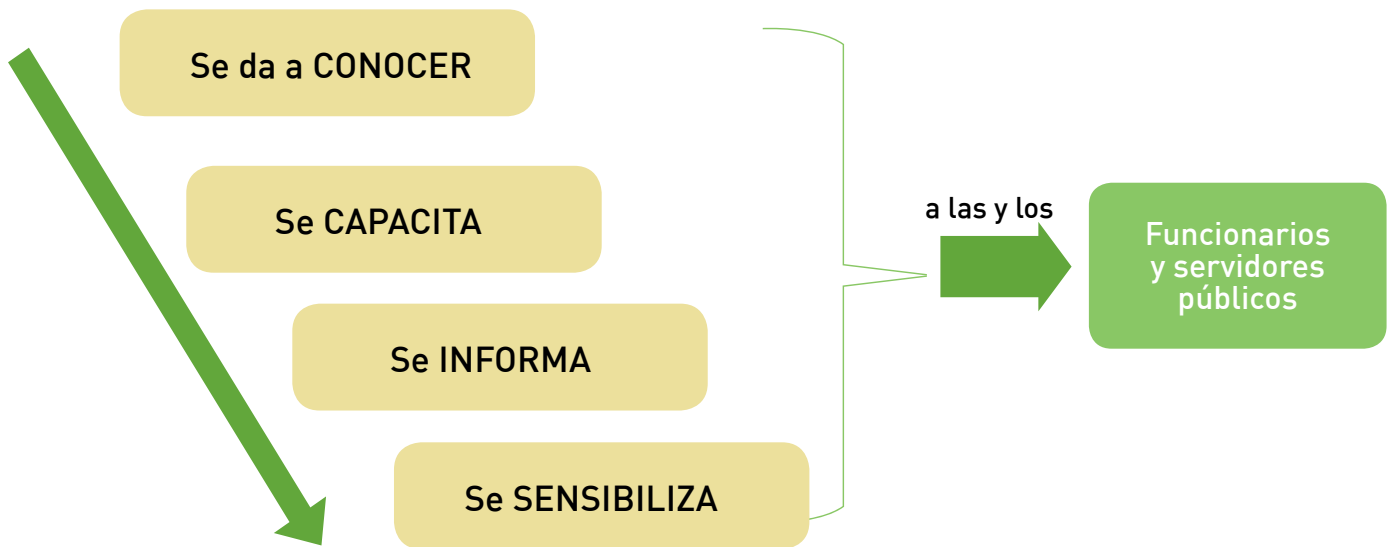 Se da a CONOCER
Se CAPACITA
Se INFORMA
Se SENSIBILIZA
a las y los
Funcionarios
y servidores
públicos